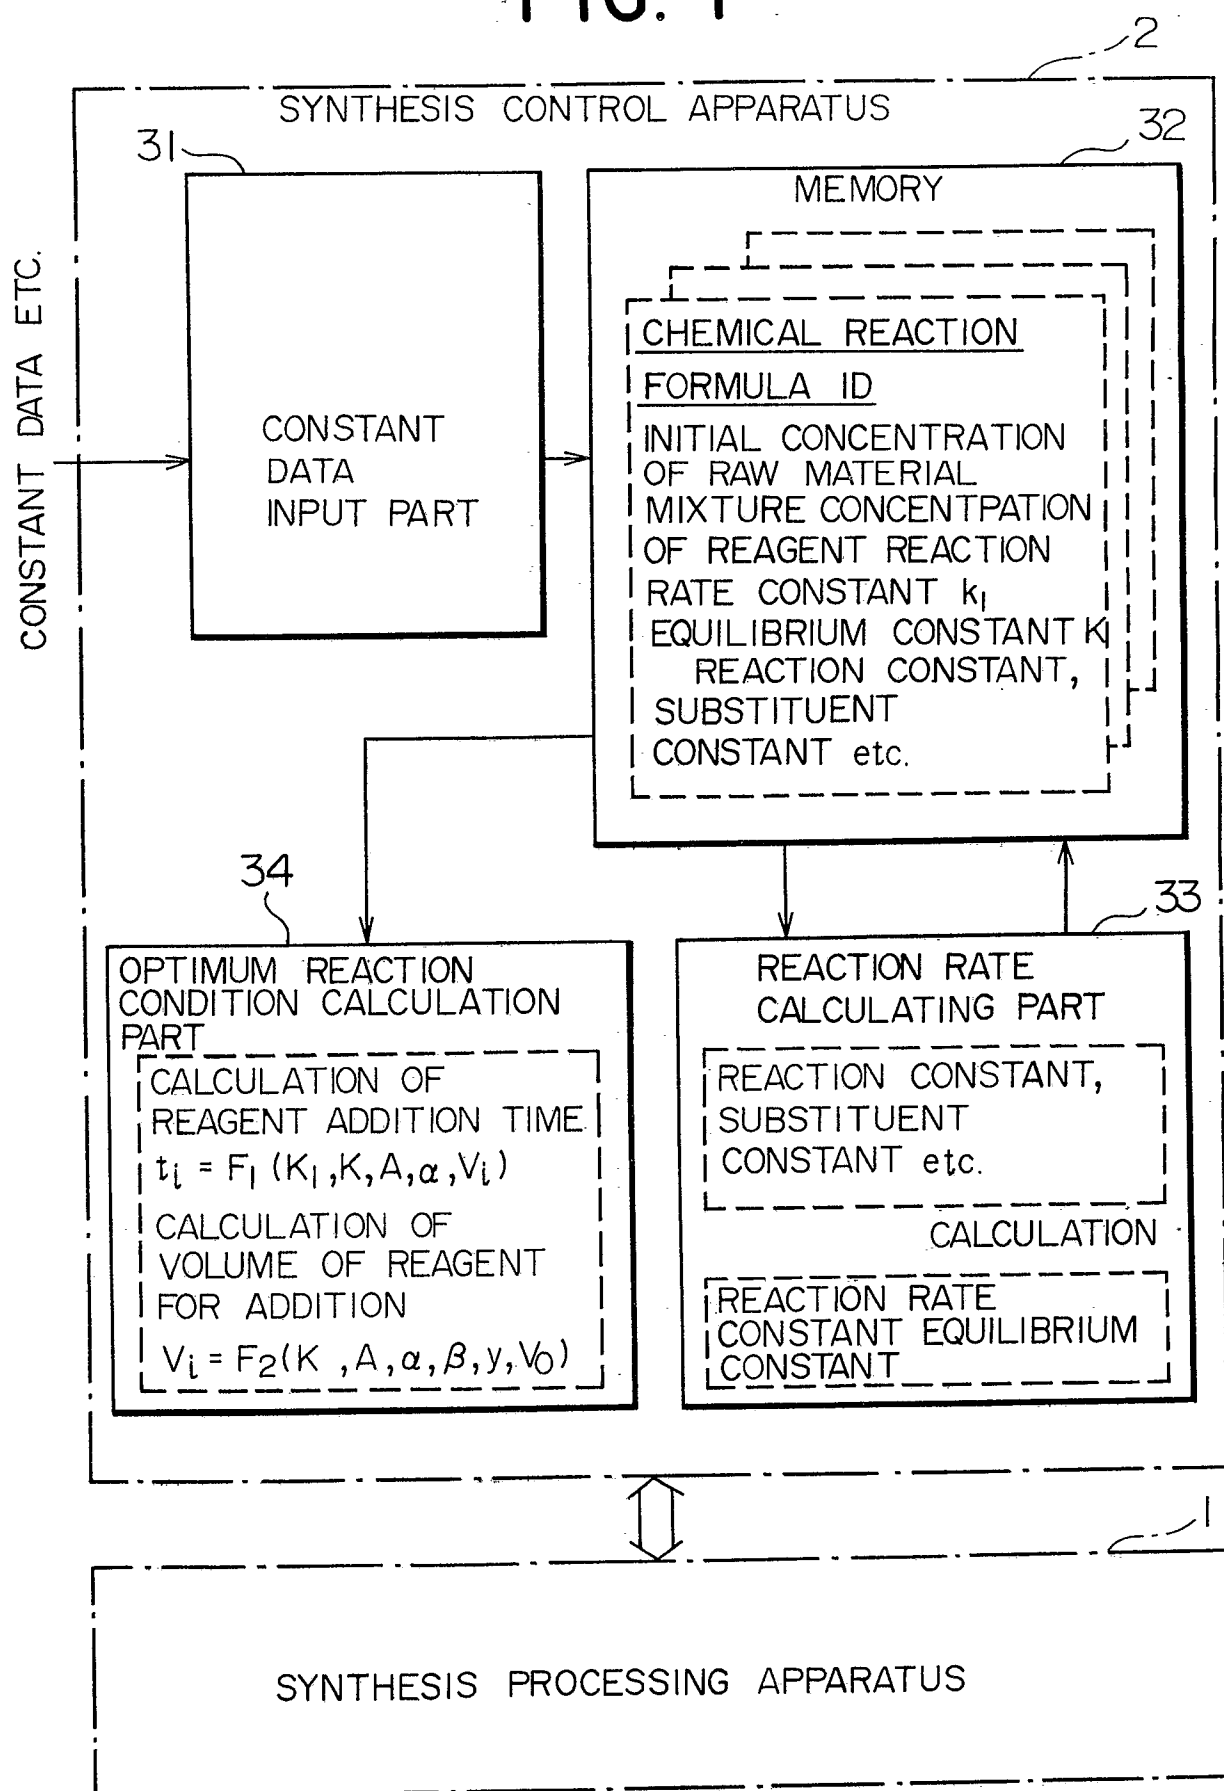 FIG. 1
2
SYNTHESIS CONTROL APPARATUS
31
32
CONSTANT DATA ETC.
CONSTANT
DATA
INPUT PART
MEMORY
CHEMICAL REACTION
FORMULA ID
INITIAL CONCENTRATION
OF RAW MATERIAL
MIXTURE CONCENTPATION
OF REAGENT REACTION
RATE CONSTANT k₁
EQUILIBRIUM CONSTANT K
REACTION CONSTANT,
SUBSTITUENT
CONSTANT etc.
34
OPTIMUM REACTION
CONDITION CALCULATION
PART
CALCULATION OF
REAGENT ADDITION TIME
tᵢ = F₁ (K₁, K, A, α, Vᵢ)
CALCULATION OF
VOLUME OF REAGENT
FOR ADDITION
Vᵢ = F₂(K , A, α, β, y, V₀)
33
REACTION RATE
CALCULATING PART
REACTION CONSTANT,
SUBSTITUENT
CONSTANT etc.
CALCULATION
REACTION RATE
CONSTANT EQUILIBRIUM
CONSTANT
1
SYNTHESIS PROCESSING APPARATUS